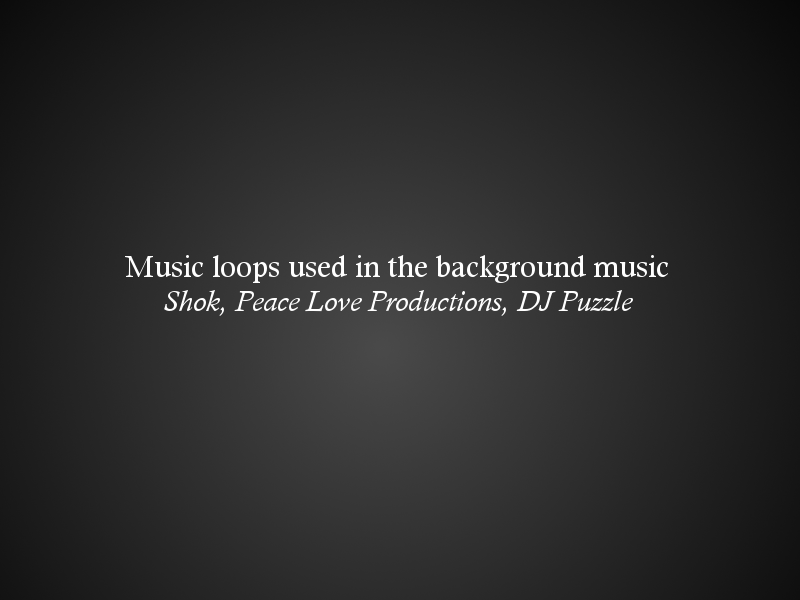 Music loops used in the background music
Shok, Peace Love Productions, DJ Puzzle